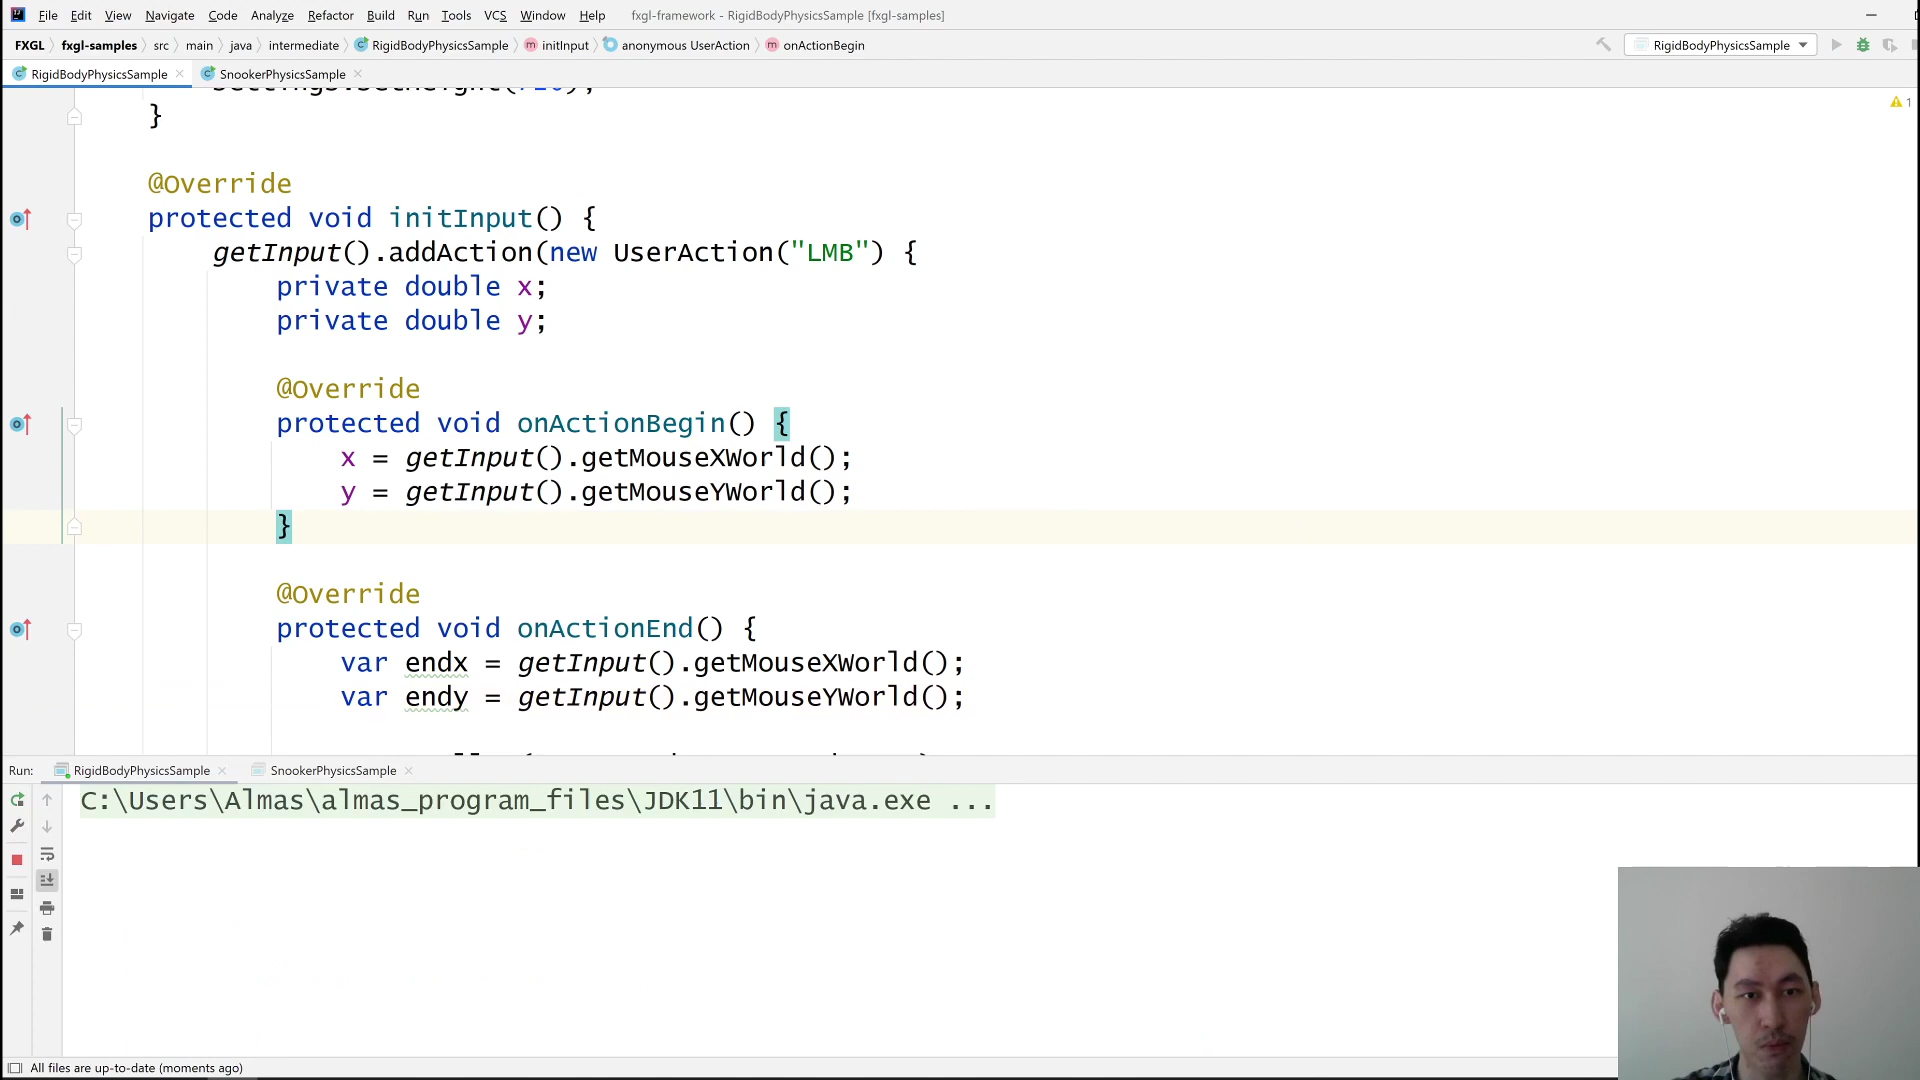 File Edit View Navigate Code Analyze Refactor Build Run Tools VCS Window Help fxgl-framework - RigidBodyPhysicsSample [fxgl-samples]
FXGL fxgl-samples src main java intermediate RigidBodyPhysicsSample initInput anonymous UserAction onActionBegin RigidBodyPhysicsSample
RigidBodyPhysicsSample SnookerPhysicsSample
1
}
@Override
protected void initInput() {
getInput().addAction(new UserAction("LMB") {
private double x;
private double y;
@Override
protected void onActionBegin() {
x = getInput().getMouseXWorld();
y = getInput().getMouseYWorld();
}
@Override
protected void onActionEnd() {
var endx = getInput().getMouseXWorld();
var endy = getInput().getMouseYWorld();
Run: RigidBodyPhysicsSample SnookerPhysicsSample
C:\Users\Almas\almas_program_files\JDK11\bin\java.exe ...
All files are up-to-date (moments ago)